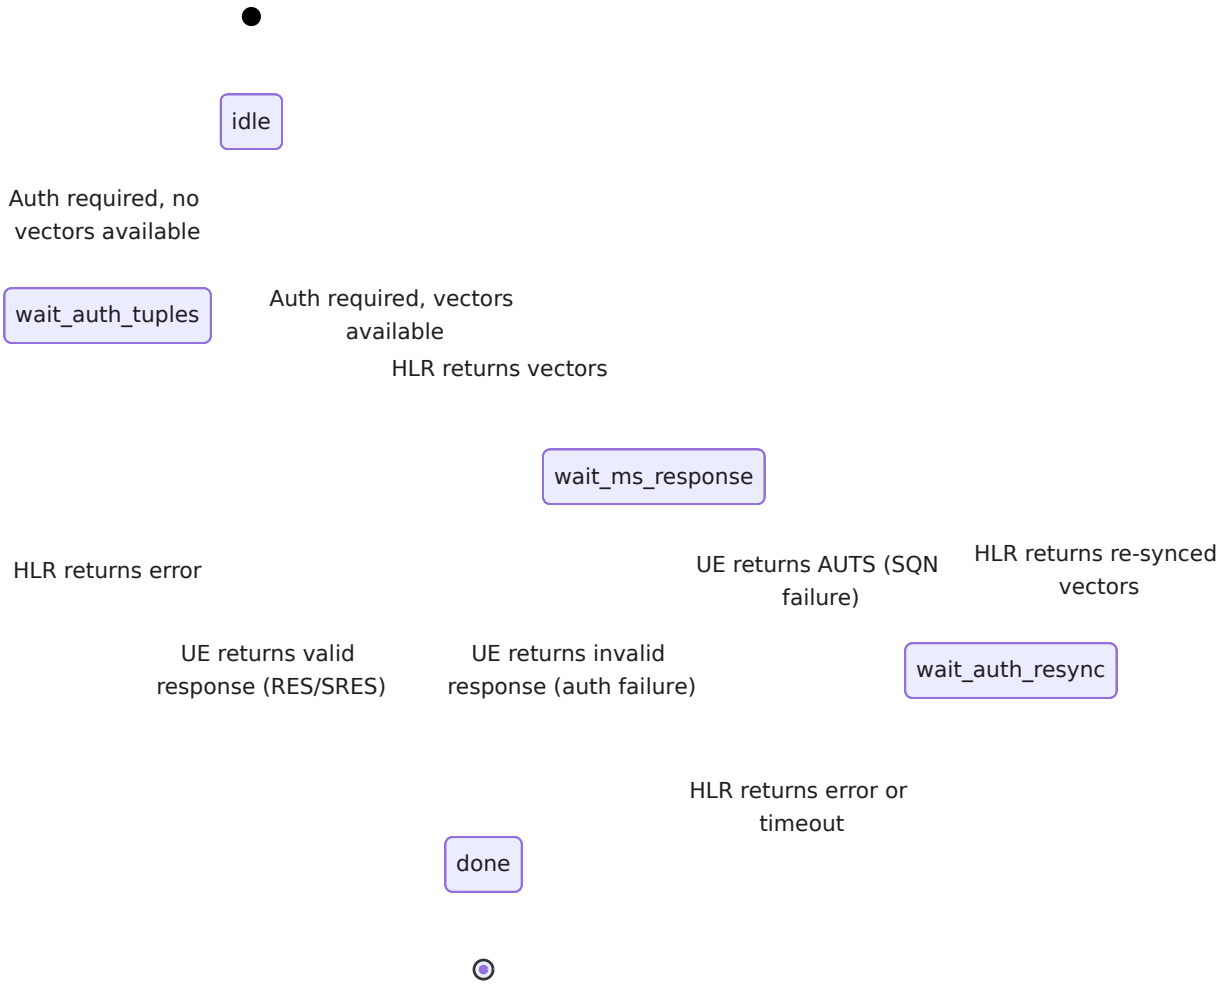 idle
Auth required, no
vectors available
wait_auth_tuples
Auth required, vectors
available
HLR returns vectors
wait_ms_response
HLR returns error
UE returns AUTS (SQN
failure)
HLR returns re-synced
vectors
UE returns valid
response (RES/SRES)
UE returns invalid
response (auth failure)
wait_auth_resync
HLR returns error or
timeout
done